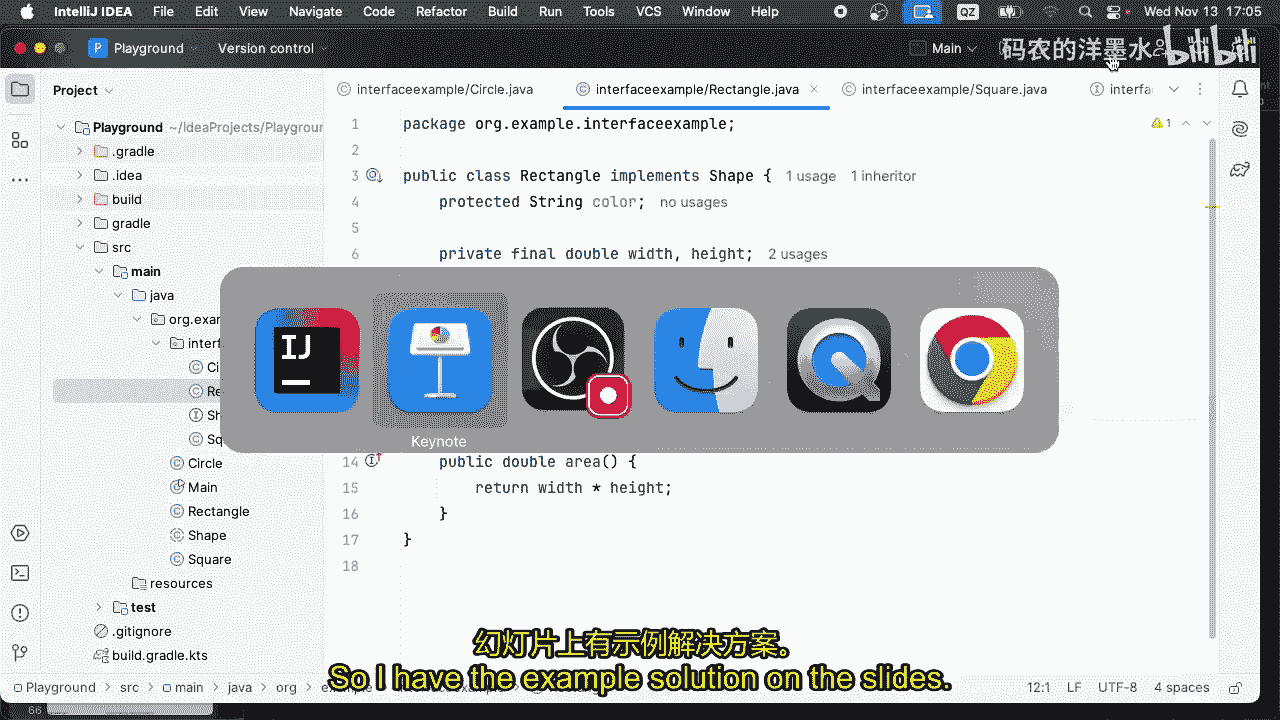 IntelliJ IDEA File Edit View Navigate Code Refactor Build Run Tools VCS Window Help QZ Wed Nov 13 17:05
P Playground Version control Main
码农的洋墨水 bilibili
Project
interfaceexample/Circle.java interfaceexample/Rectangle.java interfaceexample/Square.java interfa
Playground ~/IdeaProjects/Playgroun
.gradle
.idea
build
gradle
src
main
java
org.exar
interf
Ci
Re
Sh
Sq
Circle
Main
Rectangle
Shape
Square
resources
test
.gitignore
build.gradle.kts
1 package org.example.interfaceexample;
1
2
3 public class Rectangle implements Shape { 1 usage 1 inheritor
4 protected String color; no usages
5
6 private final double width, height; 2 usages
IJ
Keynote
14 public double area() {
15 return width * height;
16 }
17 }
18
幻灯片上有示例解决方案。
So I have the example solution on the slides.
Playground src main java org 12:1 LF UTF-8 4 spaces
66